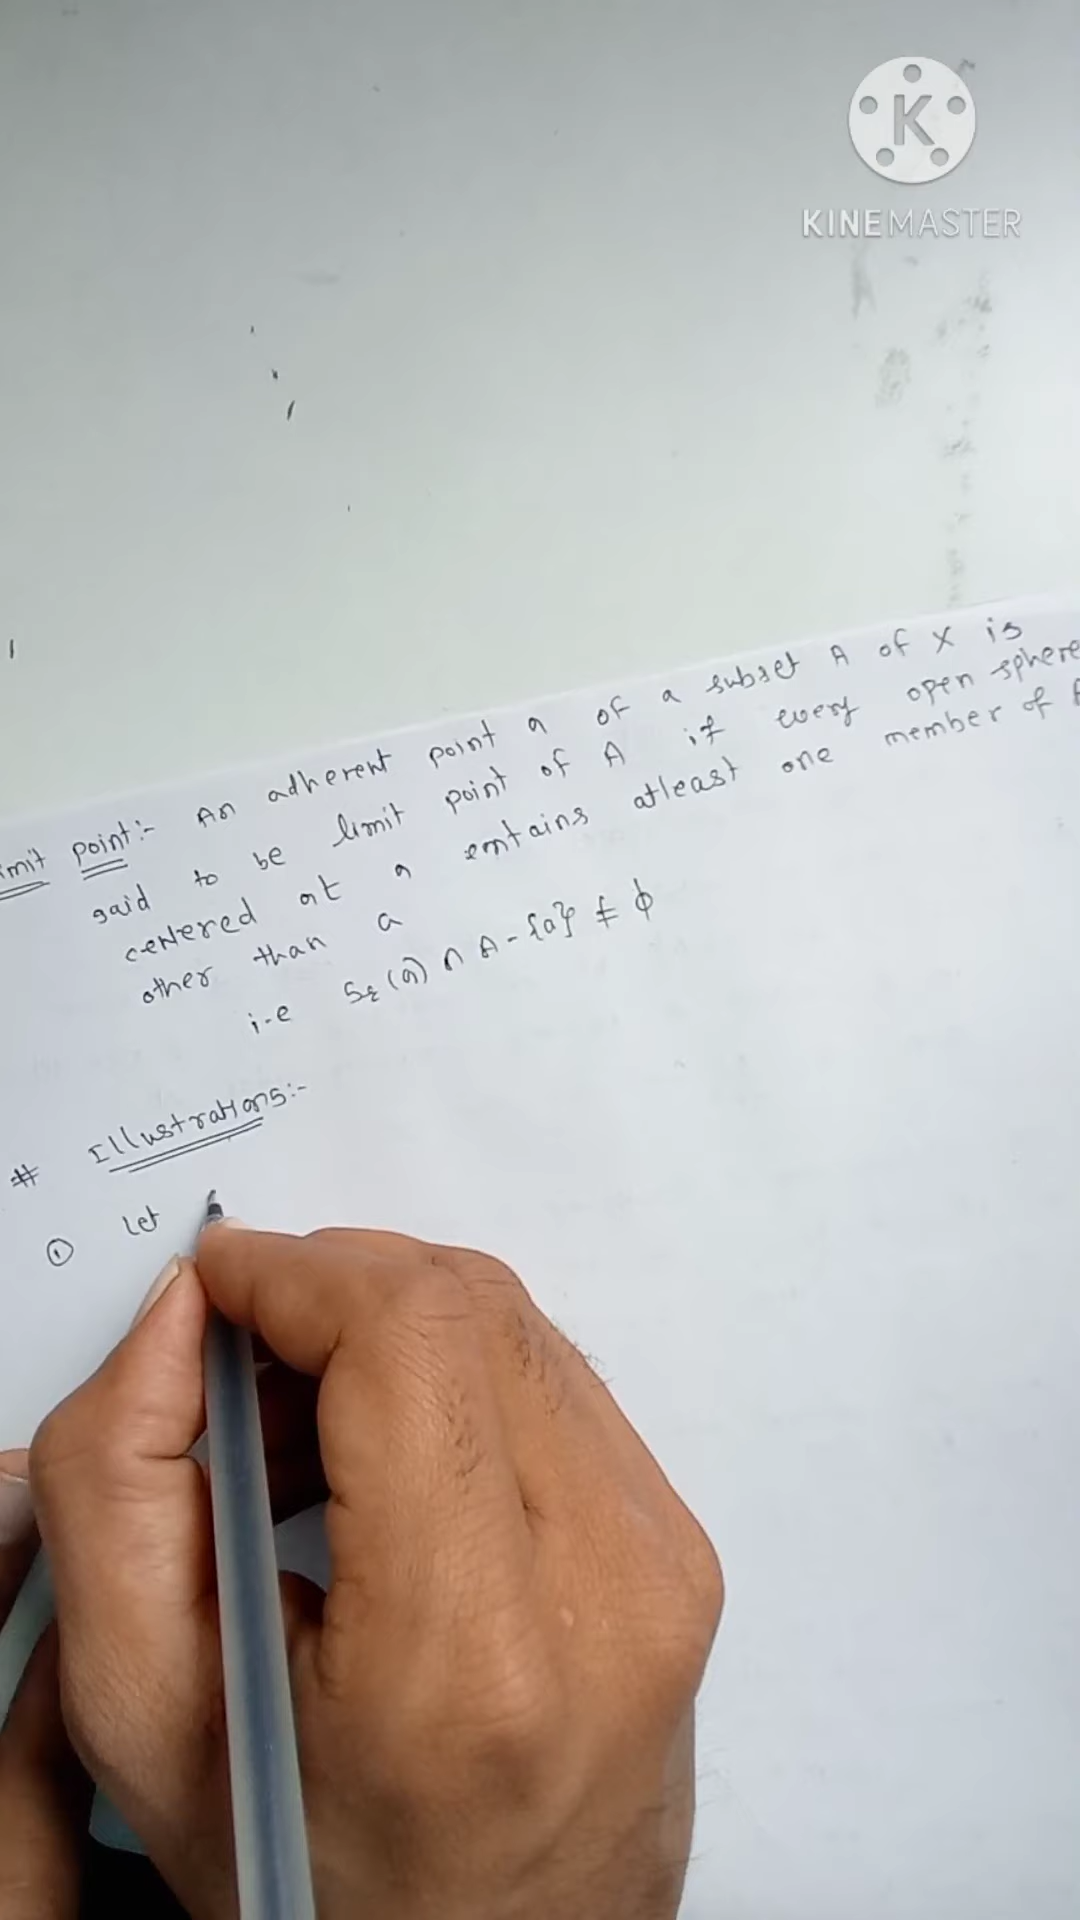 K
KINEMASTER
imit point:- An adherent point a of a subset A of X is
said to be limit point of A if every open sphere
centered at a contains atleast one member of A
other than a
i-e Sε(a) ∩ A-{a} ≠ ϕ
# Illustrations:-
① Let